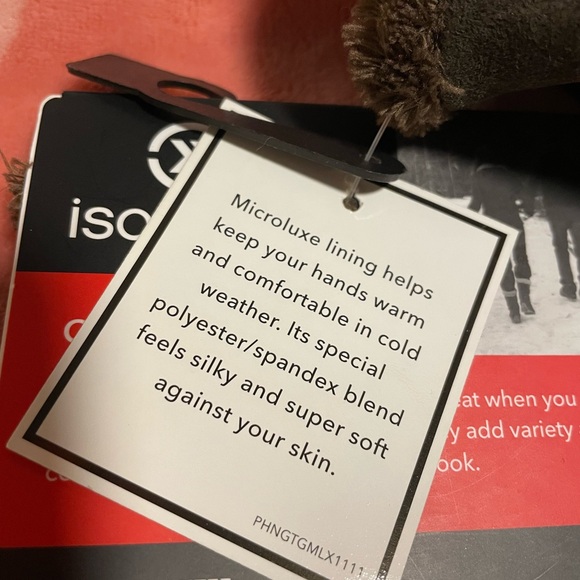 iso
Microluxe lining helps
keep your hands warm
and comfortable in cold
weather. Its special
polyester/spandex blend
feels silky and super soft
against your skin.
PHNGTGMLX1111
eat when you
y add variety
ook.